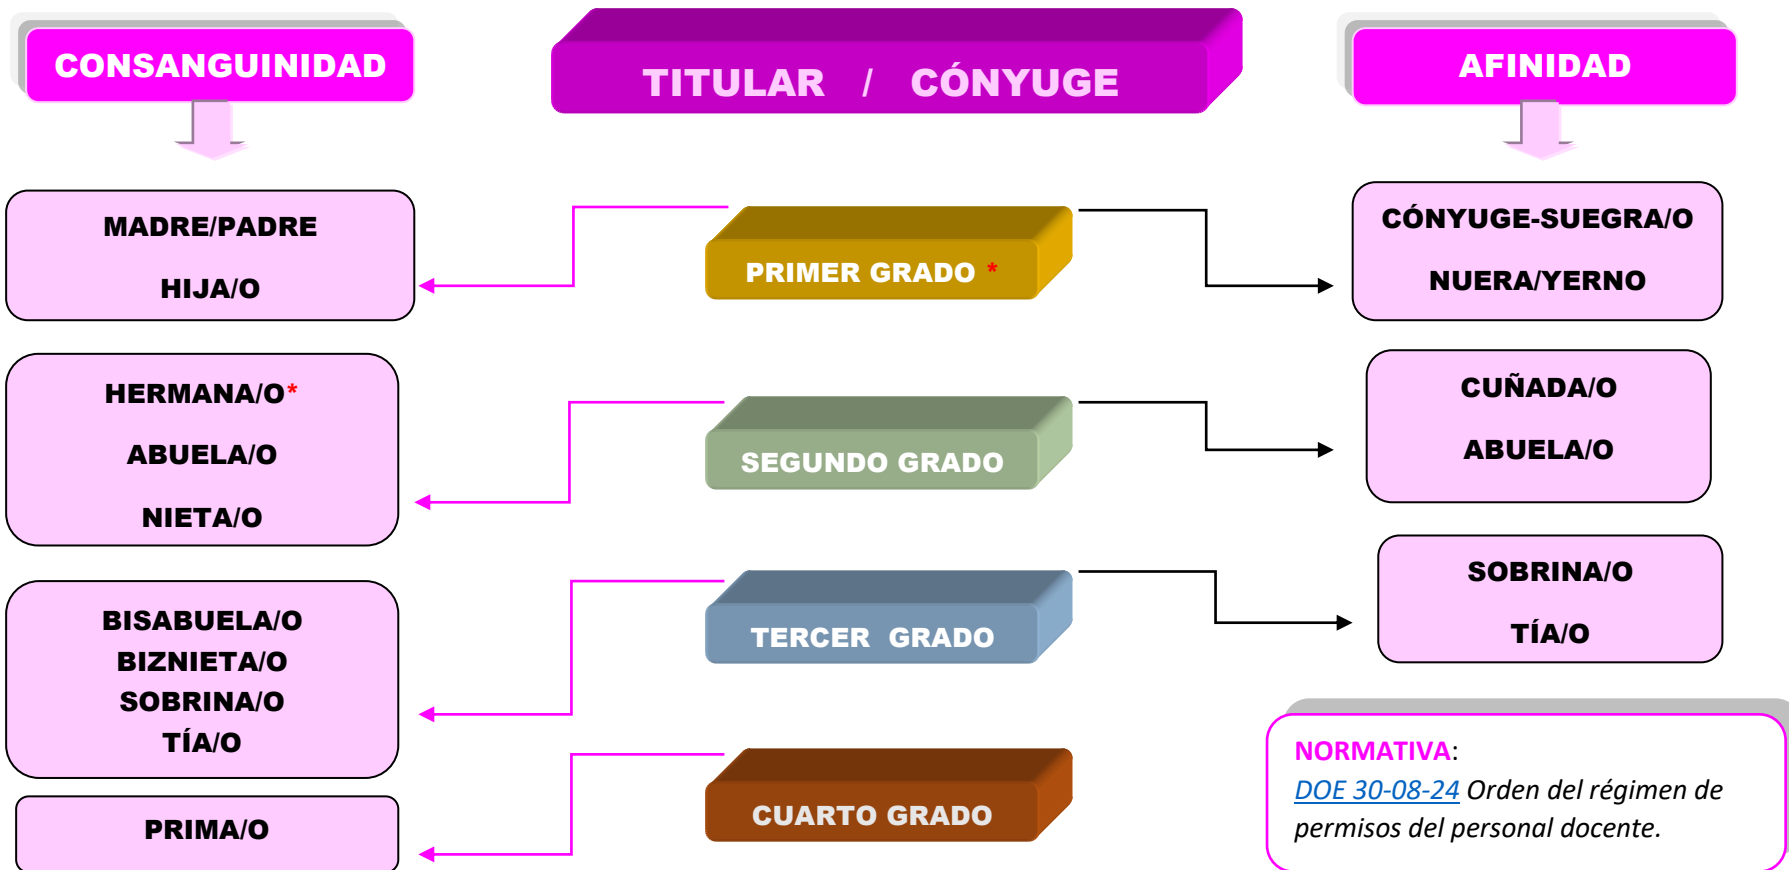 CONSANGUINIDAD
TITULAR / CÓNYUGE
AFINIDAD
MADRE/PADRE
HIJA/O
PRIMER GRADO *
CÓNYUGE-SUEGRA/O
NUERA/YERNO
HERMANA/O*
ABUELA/O
NIETA/O
SEGUNDO GRADO
CUÑADA/O
ABUELA/O
BISABUELA/O
BIZNIETA/O
SOBRINA/O
TÍA/O
TERCER GRADO
SOBRINA/O
TÍA/O
PRIMA/O
CUARTO GRADO
NORMATIVA:
DOE 30-08-24 Orden del régimen de
permisos del personal docente.